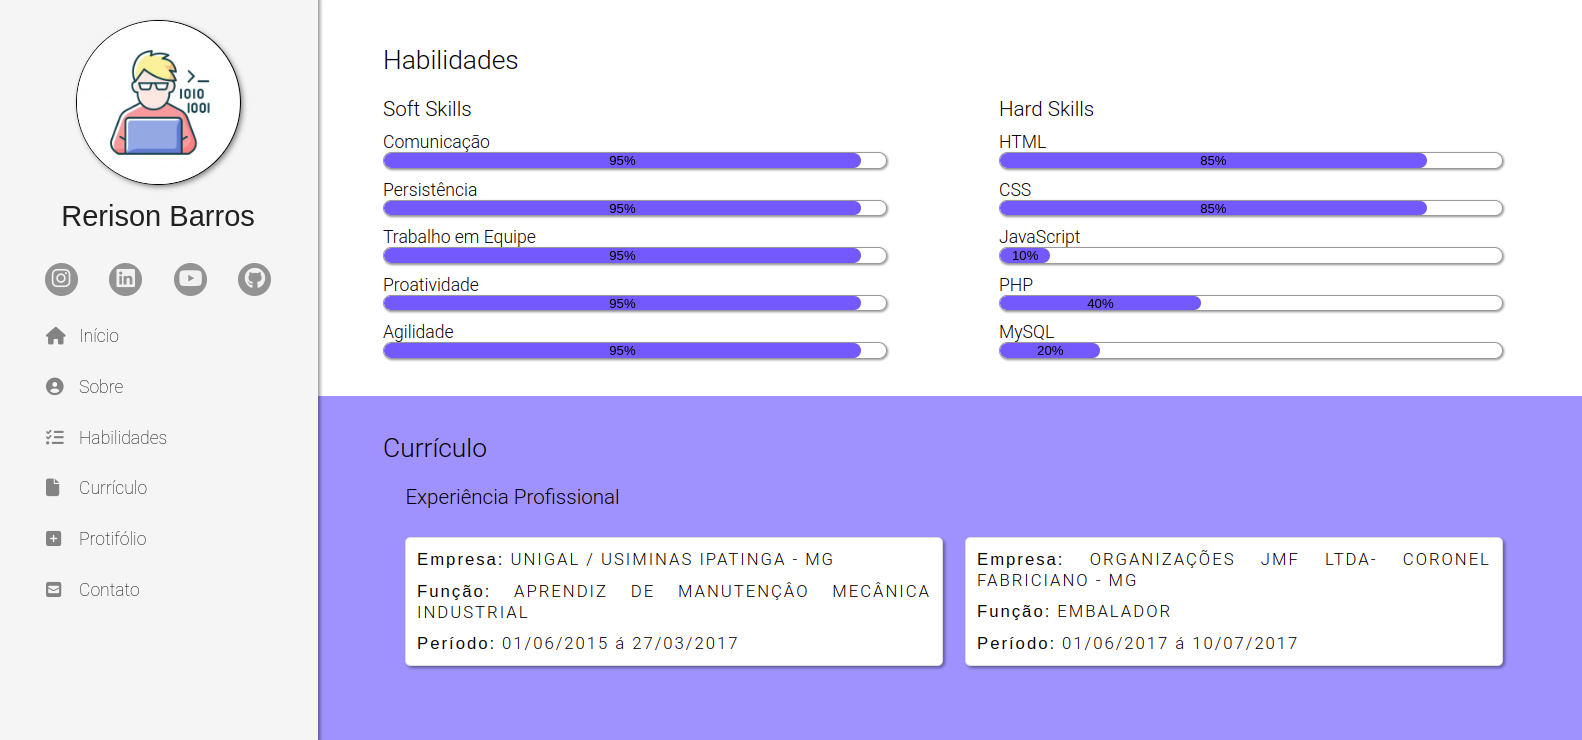 >_
1010
1001
Rerison Barros
Início
Sobre
Habilidades
Currículo
Protifólio
Contato
Habilidades
Soft Skills
Comunicação
95%
Persistência
95%
Trabalho em Equipe
95%
Proatividade
95%
Agilidade
95%
Hard Skills
HTML
85%
CSS
85%
JavaScript
10%
PHP
40%
MySQL
20%
Currículo
Experiência Profissional
Empresa: UNIGAL / USIMINAS IPATINGA - MG
Função: APRENDIZ DE MANUTENÇÂO MECÂNICA
INDUSTRIAL
Período: 01/06/2015 á 27/03/2017
Empresa: ORGANIZAÇÕES JMF LTDA- CORONEL
FABRICIANO - MG
Função: EMBALADOR
Período: 01/06/2017 á 10/07/2017